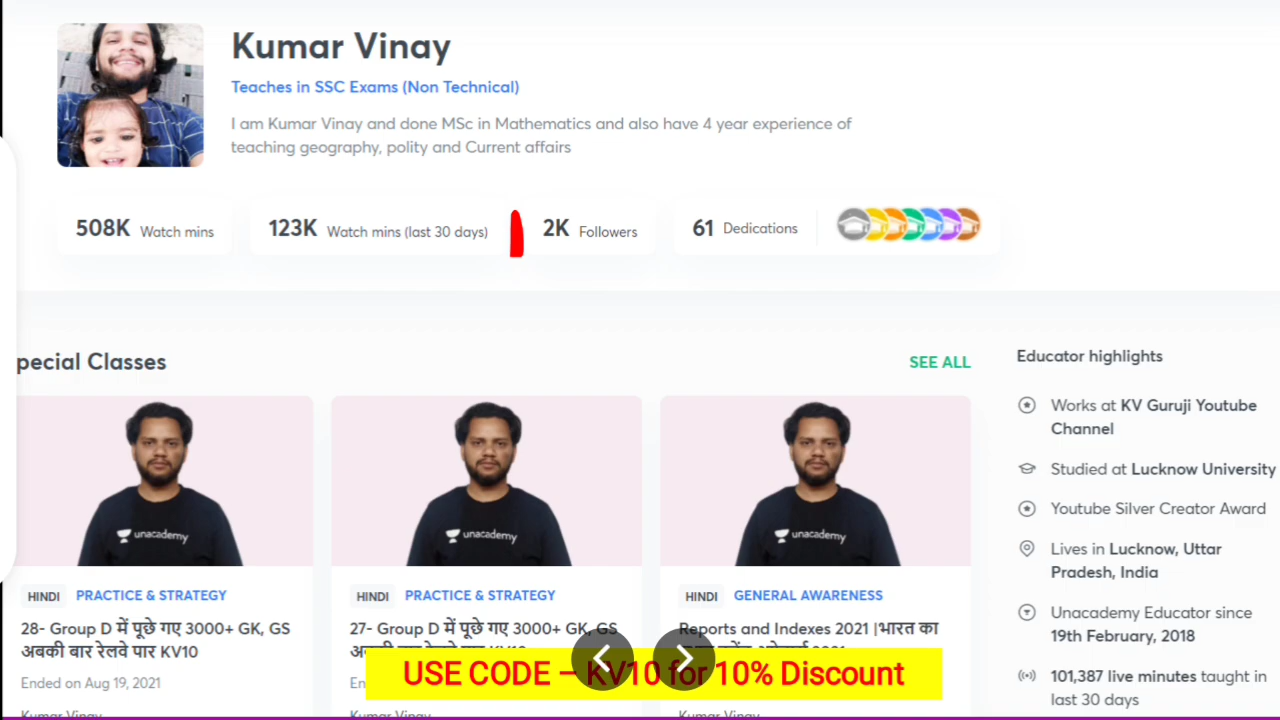 Kumar Vinay
Teaches in SSC Exams (Non Technical)
I am Kumar Vinay and done MSc in Mathematics and also have 4 year experience of
teaching geography, polity and Current affairs
508K Watch mins
123K Watch mins (last 30 days)
2K Followers
61 Dedications
pecial Classes
SEE ALL
unacademy
HINDI PRACTICE & STRATEGY
28- Group D में पूछे गए 3000+ GK, GS
अबकी बार रेलवे पार KV10
Ended on Aug 19, 2021
Kumar Vinay
unacademy
HINDI PRACTICE & STRATEGY
27- Group D में पूछे गए 3000+ GK, GS
Kumar Vinay
unacademy
HINDI GENERAL AWARENESS
Reports and Indexes 2021 |भारत का
Kumar Vinay
USE CODE – KV10 for 10% Discount
Educator highlights
Works at KV Guruji Youtube
Channel
Studied at Lucknow University
Youtube Silver Creator Award
Lives in Lucknow, Uttar
Pradesh, India
Unacademy Educator since
19th February, 2018
101,387 live minutes taught in
last 30 days